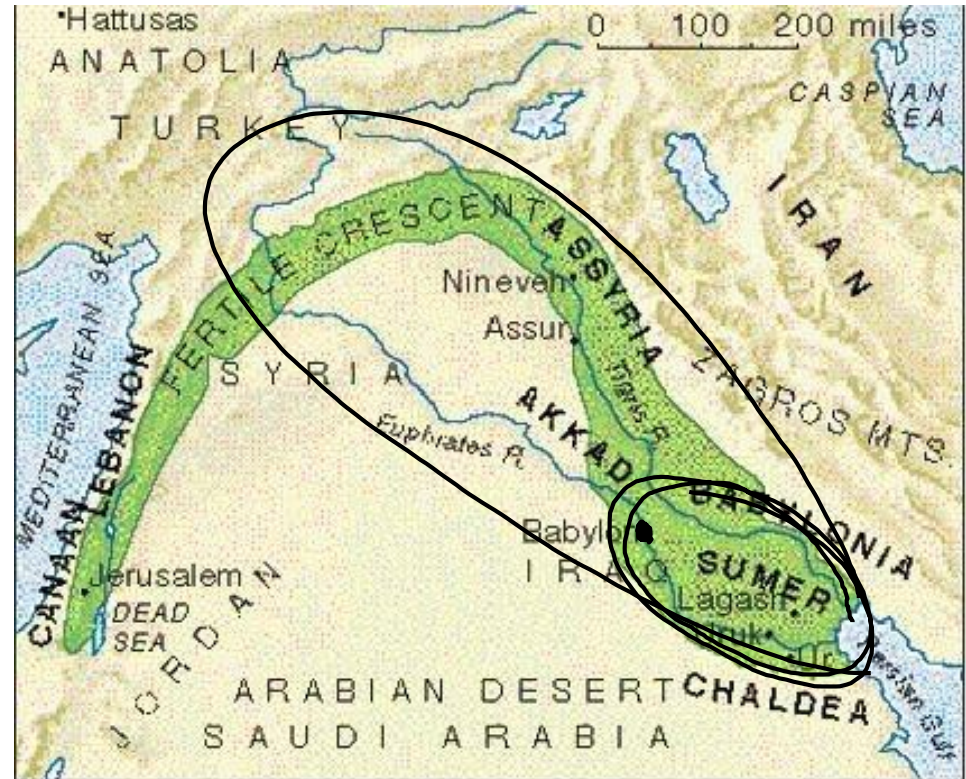 Hattusas
0 100 200 miles
ANATOLIA
CASPIAN
SEA
TURKEY
IRAN
FERTILE CRESCENT
ASSYRIA
MEDITERRANEAN SEA
Nineveh
Assur
LEBANON
SYRIA
Tigris R.
ZAGROS MTS.
AKKAD
Euphrates R.
BABYLONIA
CANAAN
Babylon
IRAQ
SUMER
Jerusalem
Lagash
DEAD
SEA
Uruk
Ur
Persian Gulf
JORDAN
ARABIAN DESERT
CHALDEA
SAUDI ARABIA